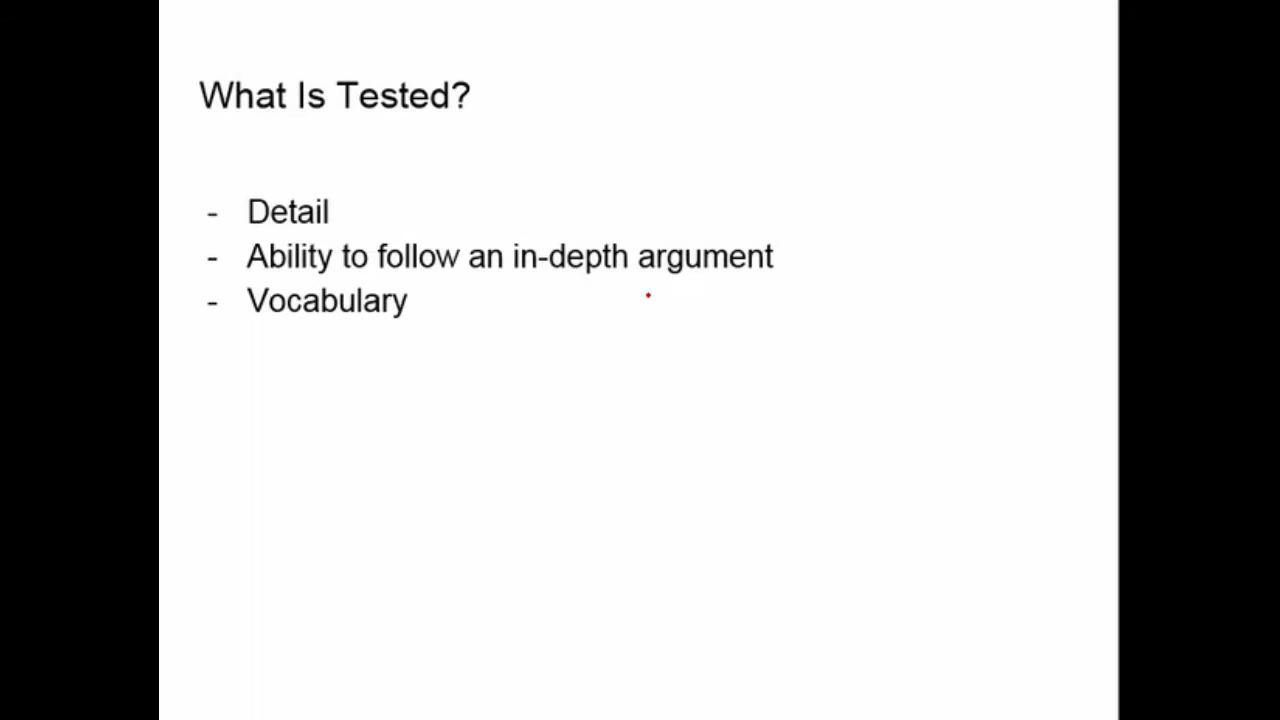 What Is Tested?
- Detail
- Ability to follow an in-depth argument
- Vocabulary